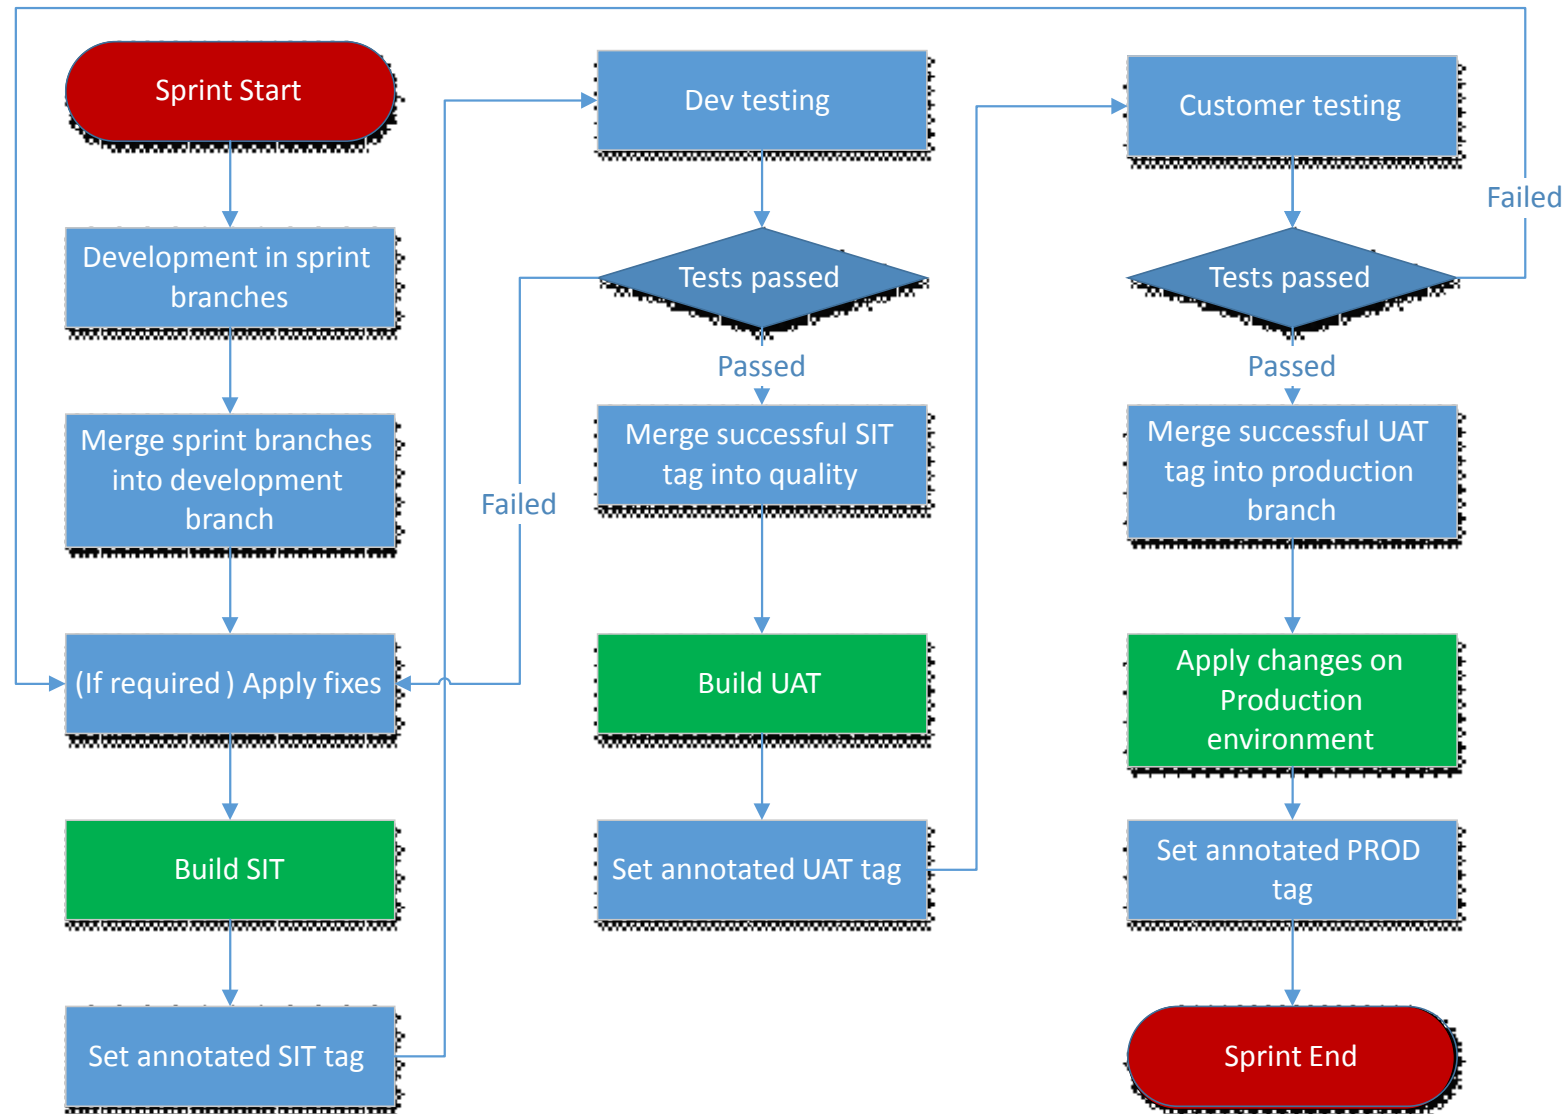 Sprint Start
Development in sprint
branches
Merge sprint branches
into development
branch
(If required ) Apply fixes
Build SIT
Set annotated SIT tag
Dev testing
Tests passed
Passed
Failed
Merge successful SIT
tag into quality
Build UAT
Set annotated UAT tag
Customer testing
Tests passed
Failed
Passed
Merge successful UAT
tag into production
branch
Apply changes on
Production
environment
Set annotated PROD
tag
Sprint End